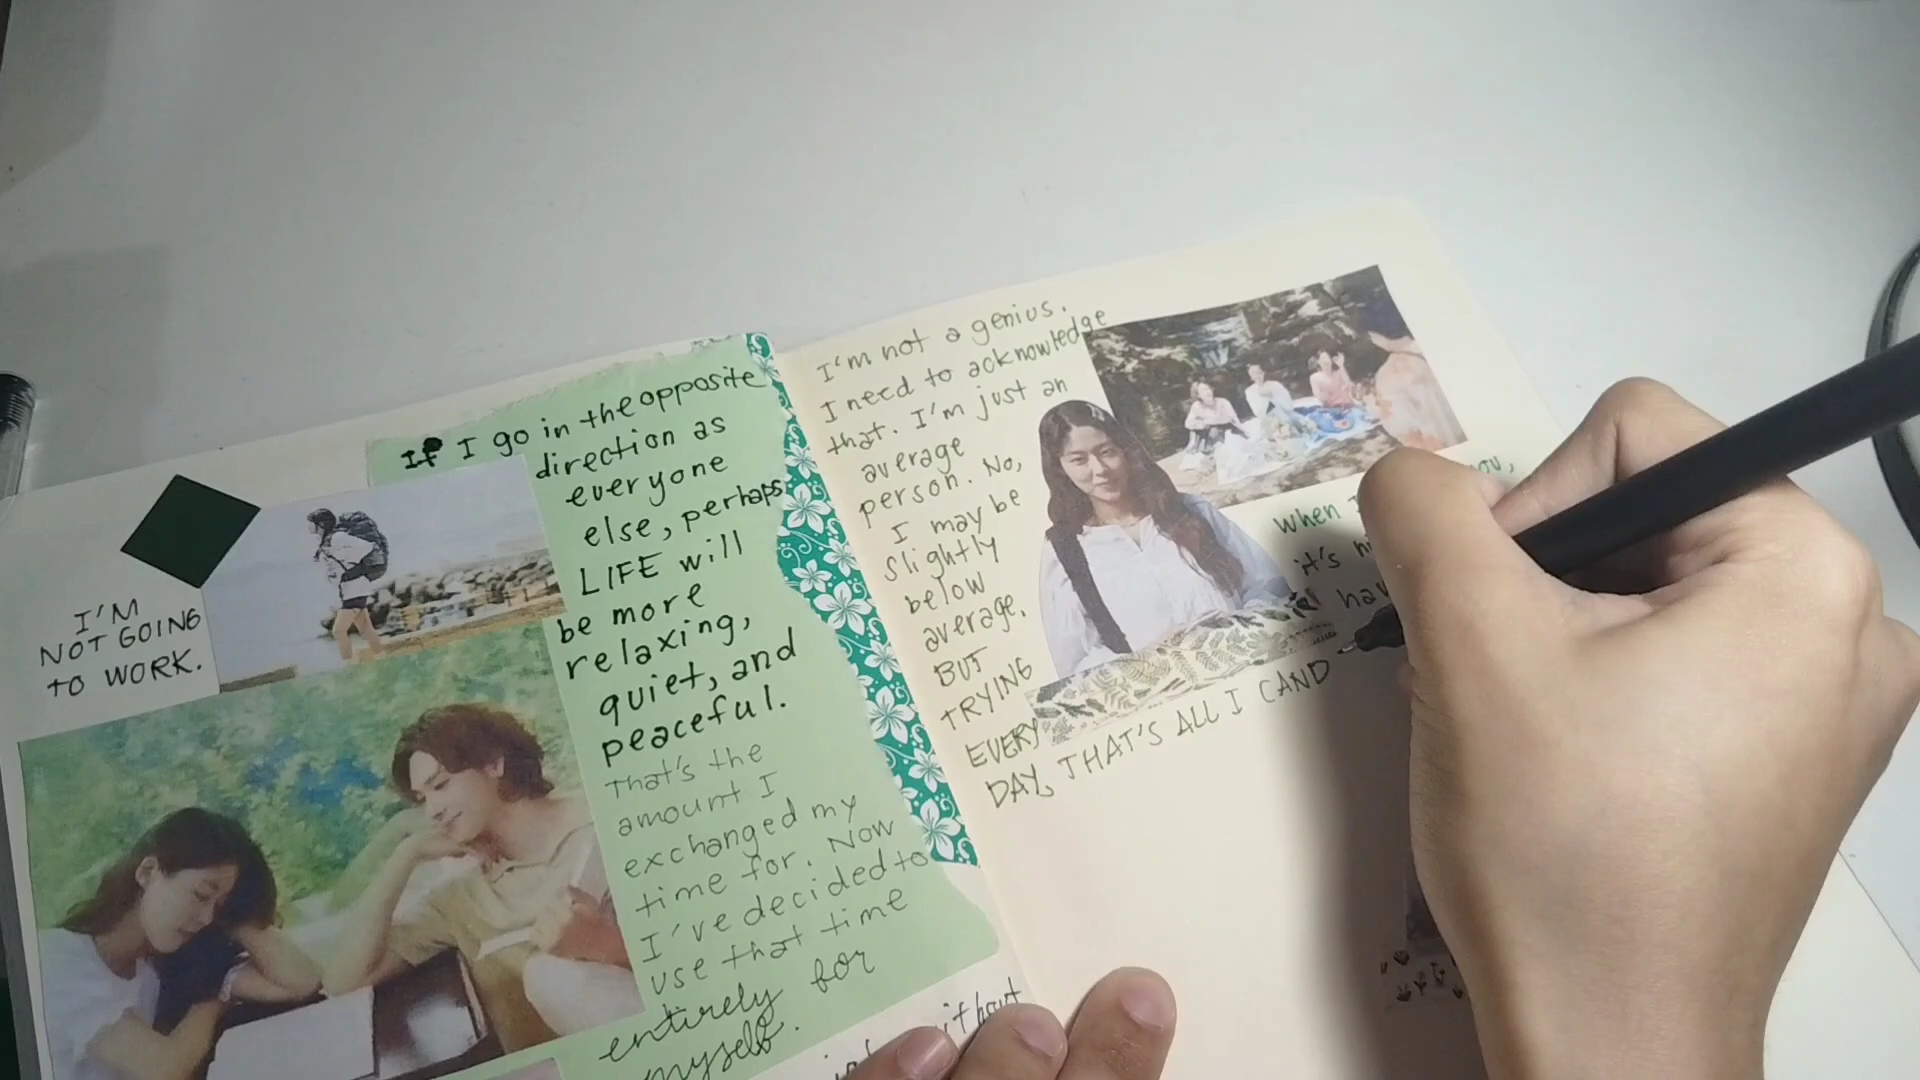 I'M
NOT GOING
TO WORK.
If I go in the opposite
direction as
everyone
else, perhaps
LIFE will
be more
relaxing,
quiet, and
peaceful.
That's the
amount I
exchanged my
time for. Now
I've decided to
use that time
entirely for
myself.
I'm not a genius.
I need to acknowledge
that. I'm just an
average
person. No,
I may be
slightly
below
average.
BUT
TRYING
EVERY
DAY, THAT'S ALL I CAN D
When I
it's